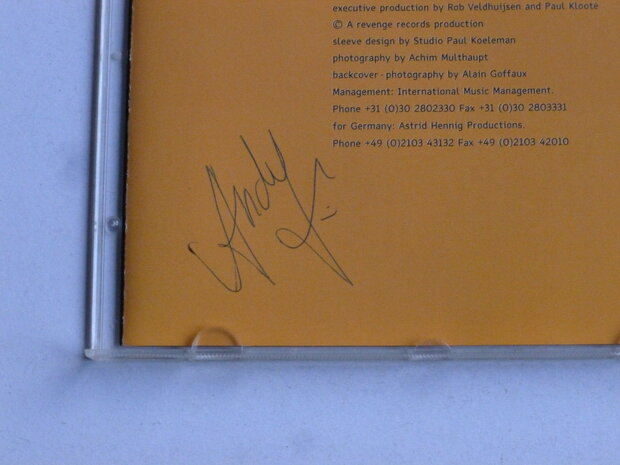 executive production by Rob Veldhuijsen and Paul Kloote
© A revenge records production
sleeve design by Studio Paul Koeleman
photography by Achim Multhaupt
backcover - photography by Alain Goffaux
Management: International Music Management.
Phone +31 (0)30 2802330 Fax +31 (0)30 2803331
for Germany: Astrid Hennig Productions.
Phone +49 (0)2103 43132 Fax +49 (0)2103 42010
Andy